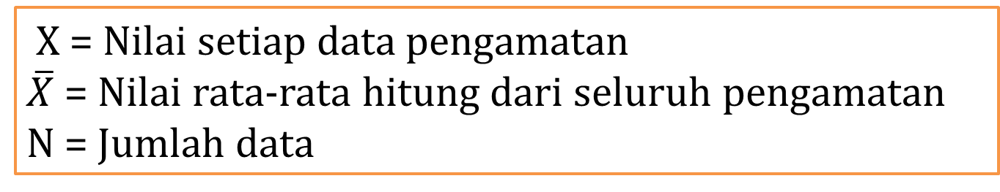 X = Nilai setiap data pengamatan
X̅ = Nilai rata-rata hitung dari seluruh pengamatan
N = Jumlah data